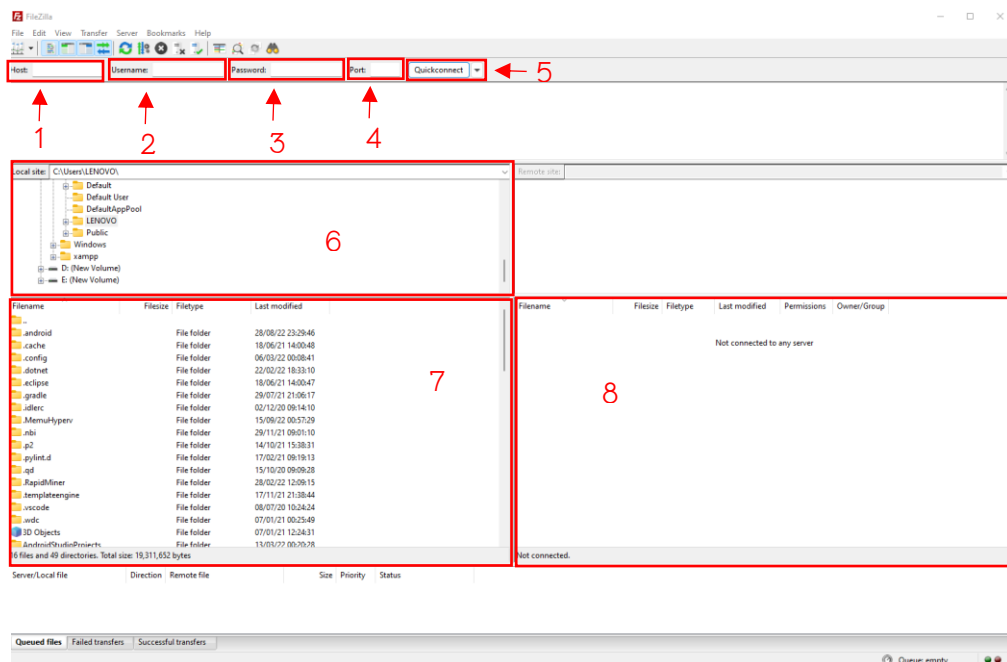 FileZilla
File Edit View Transfer Server Bookmarks Help
Host: Username: Password: Port: Quickconnect 5
1 2 3 4
Local site: C:\Users\LENOVO\ Remote site:
Default
Default User
DefaultAppPool
LENOVO
Public
Windows
xampp
D: (New Volume)
E: (New Volume)
6
Filename Filesize Filetype Last modified
..
.android File folder 28/08/22 23:29:46
.cache File folder 18/06/21 14:00:48
.config File folder 06/03/22 00:08:41
.dotnet File folder 22/02/22 18:33:10
.eclipse File folder 18/06/21 14:00:47
.gradle File folder 29/07/21 21:06:17
.idlerc File folder 02/12/20 09:14:10
.MemuHyperv File folder 15/09/22 00:57:29
.nbi File folder 29/11/21 09:01:10
.p2 File folder 14/10/21 15:38:31
.pylint.d File folder 17/02/21 09:19:13
.qd File folder 15/10/20 09:09:28
.RapidMiner File folder 28/02/22 12:09:15
.templateengine File folder 17/11/21 21:38:44
.vscode File folder 08/07/20 10:24:24
.wdc File folder 07/01/21 00:25:49
3D Objects File folder 07/01/21 12:24:31
AndroidStudioProjects File folder 13/03/22 00:20:28
16 files and 49 directories. Total size: 19,311,652 bytes
7
Filename Filesize Filetype Last modified Permissions Owner/Group
Not connected to any server
8
Not connected.
Server/Local file Direction Remote file Size Priority Status
Queued files Failed transfers Successful transfers
Queue: empty